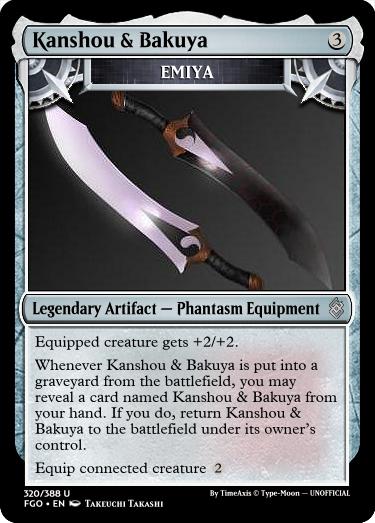 Kanshou & Bakuya 3
EMIYA
Legendary Artifact — Phantasm Equipment
Equipped creature gets +2/+2.
Whenever Kanshou & Bakuya is put into a
graveyard from the battlefield, you may
reveal a card named Kanshou & Bakuya from
your hand. If you do, return Kanshou &
Bakuya to the battlefield under its owner's
control.
Equip connected creature 2
320/388 U
FGO • EN Takeuchi Takashi
By TimeAxis © Type-Moon — UNOFFICIAL